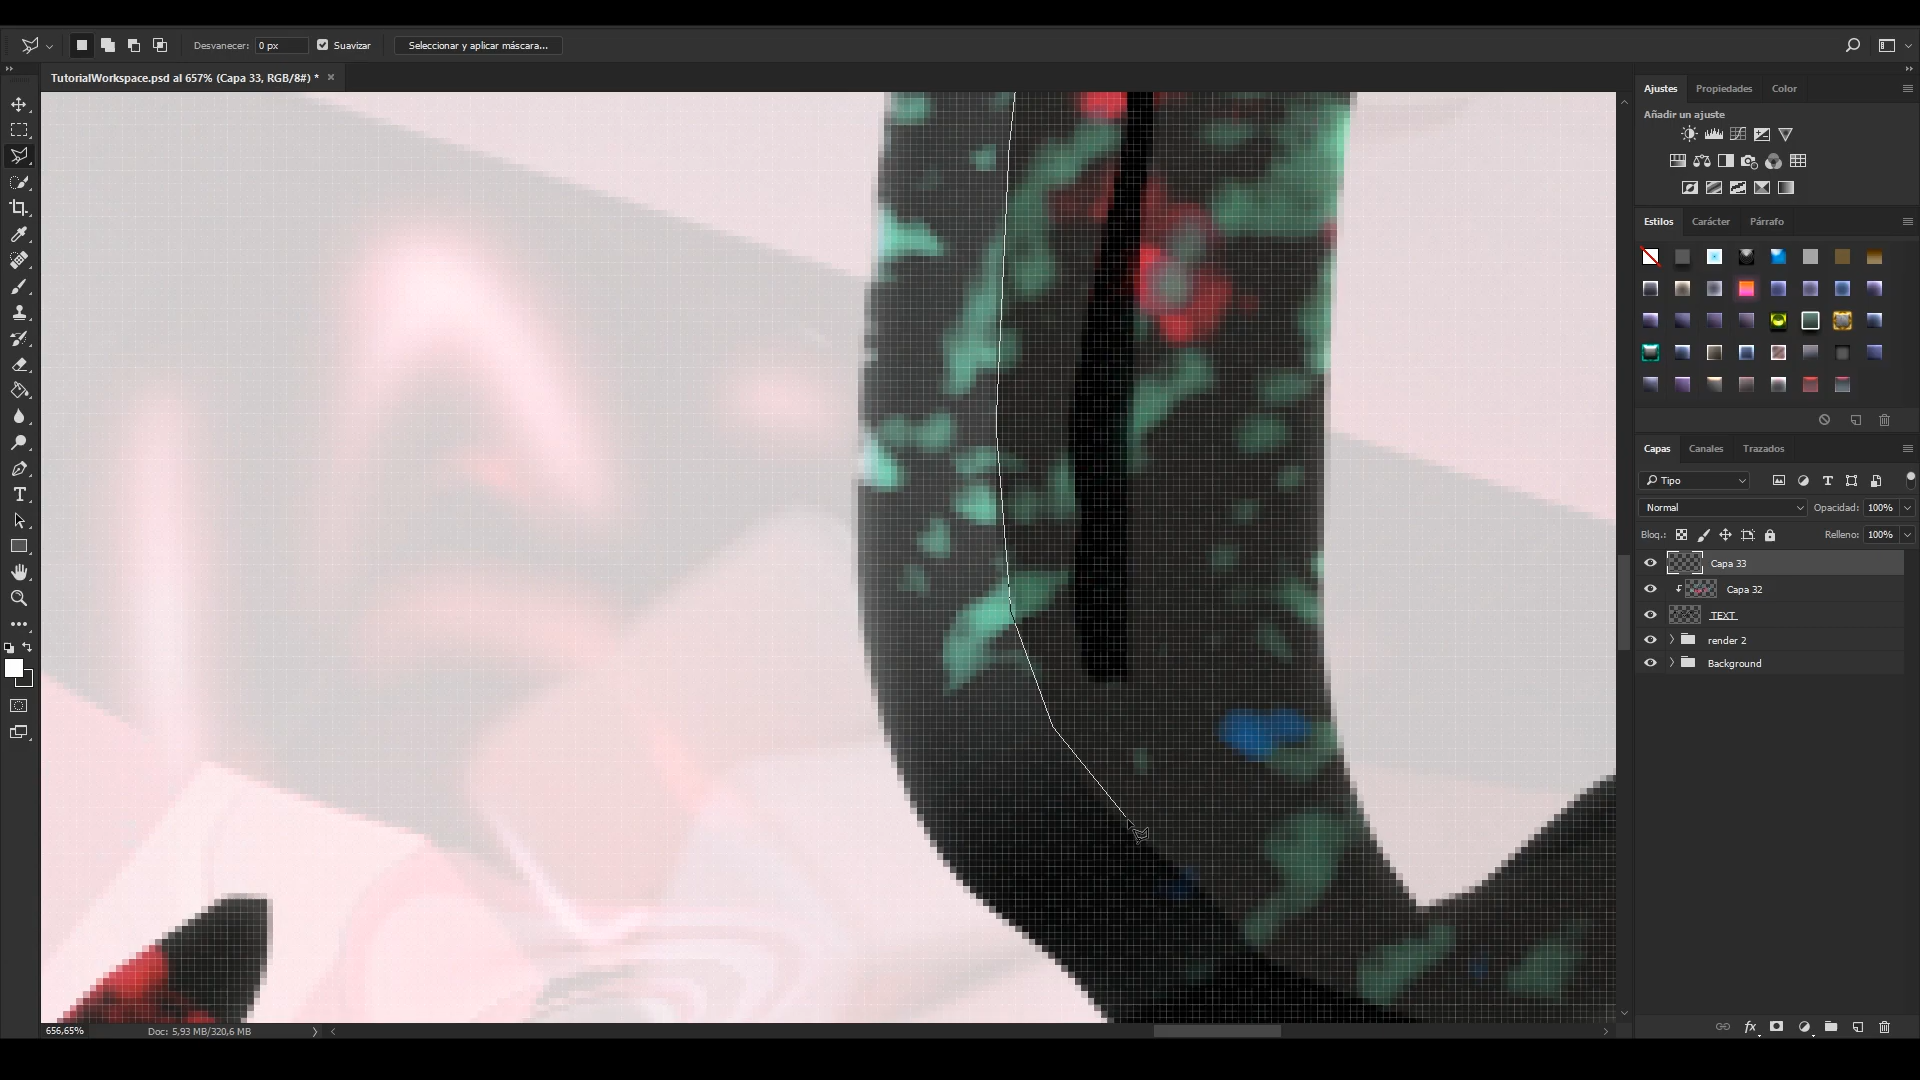 Desvanecer: 0 px Suavizar Seleccionar y aplicar máscara...
TutorialWorkspace.psd al 657% (Capa 33, RGB/8#) * ×
Ajustes Propiedades Color
Añadir un ajuste
Estilos Carácter Párrafo
Capas Canales Trazados
Tipo
Normal Opacidad: 100%
Bloq.: Relleno: 100%
Capa 33
Capa 32
TEXT
render 2
Background
fx
656,65% Doc: 5,93 MB/320,6 MB